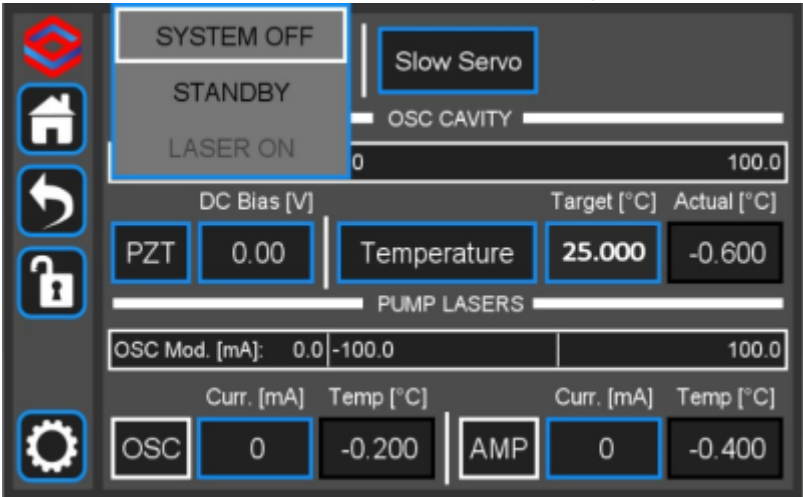 SYSTEM OFF
STANDBY
LASER ON
Slow Servo
OSC CAVITY
0 100.0
DC Bias [V] Target [°C] Actual [°C]
PZT 0.00 Temperature 25.000 -0.600
PUMP LASERS
OSC Mod. [mA]: 0.0 -100.0 100.0
Curr. [mA] Temp [°C] Curr. [mA] Temp [°C]
OSC 0 -0.200 AMP 0 -0.400